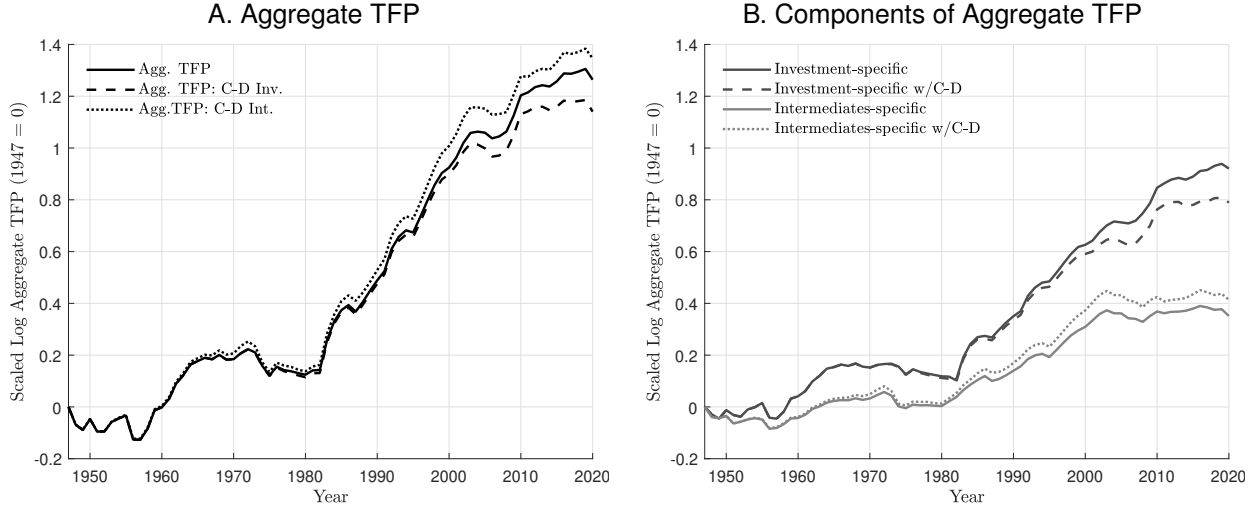 A. Aggregate TFP
Scaled Log Aggregate TFP (1947 = 0)
1.4
1.2
1
0.8
0.6
0.4
0.2
0
-0.2
Agg. TFP
Agg. TFP: C-D Inv.
Agg.TFP: C-D Int.
1950 1960 1970 1980 1990 2000 2010 2020
Year
B. Components of Aggregate TFP
Scaled Log Aggregate TFP (1947 = 0)
1.4
1.2
1
0.8
0.6
0.4
0.2
0
-0.2
Investment-specific
Investment-specific w/C-D
Intermediates-specific
Intermediates-specific w/C-D
1950 1960 1970 1980 1990 2000 2010 2020
Year